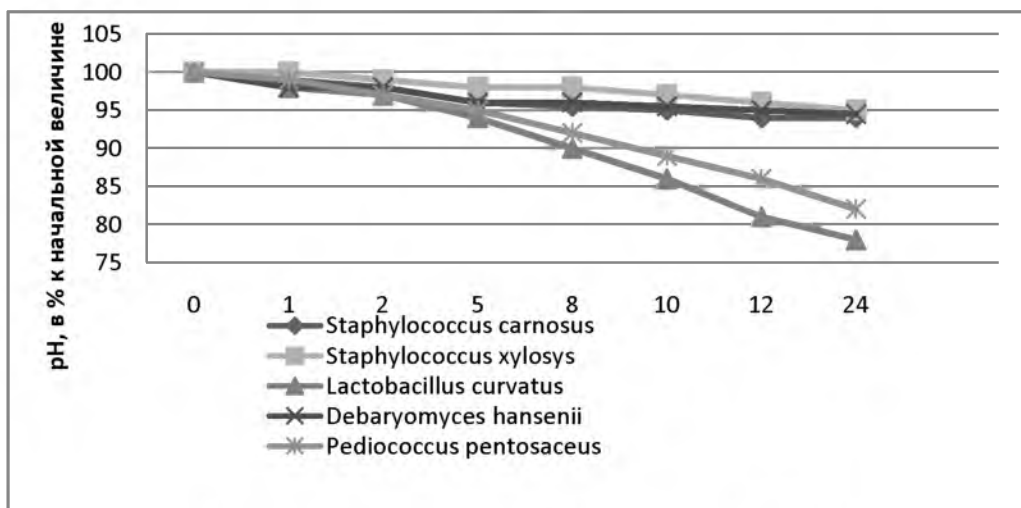 pH, в % к начальной величине
105
100
95
90
85
80
75
0 1 2 5 8 10 12 24
Staphylococcus carnosus
Staphylococcus xylosys
Lactobacillus curvatus
Debaryomyces hansenii
Pediococcus pentosaceus